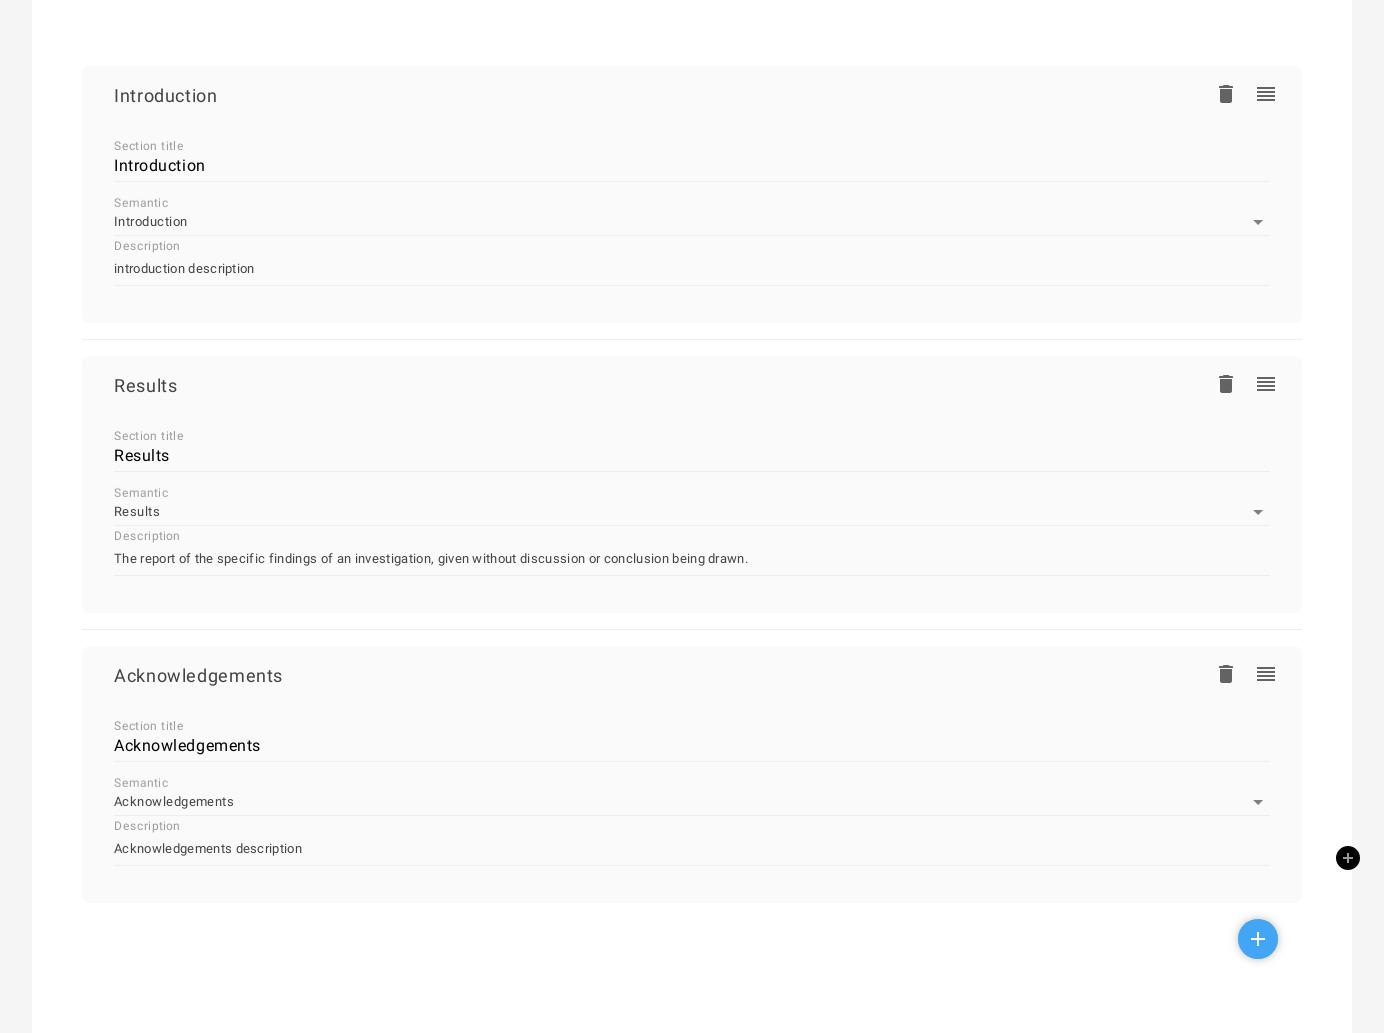 Introduction
Section title
Introduction
Semantic
Introduction
Description
introduction description
Results
Section title
Results
Semantic
Results
Description
The report of the specific findings of an investigation, given without discussion or conclusion being drawn.
Acknowledgements
Section title
Acknowledgements
Semantic
Acknowledgements
Description
Acknowledgements description